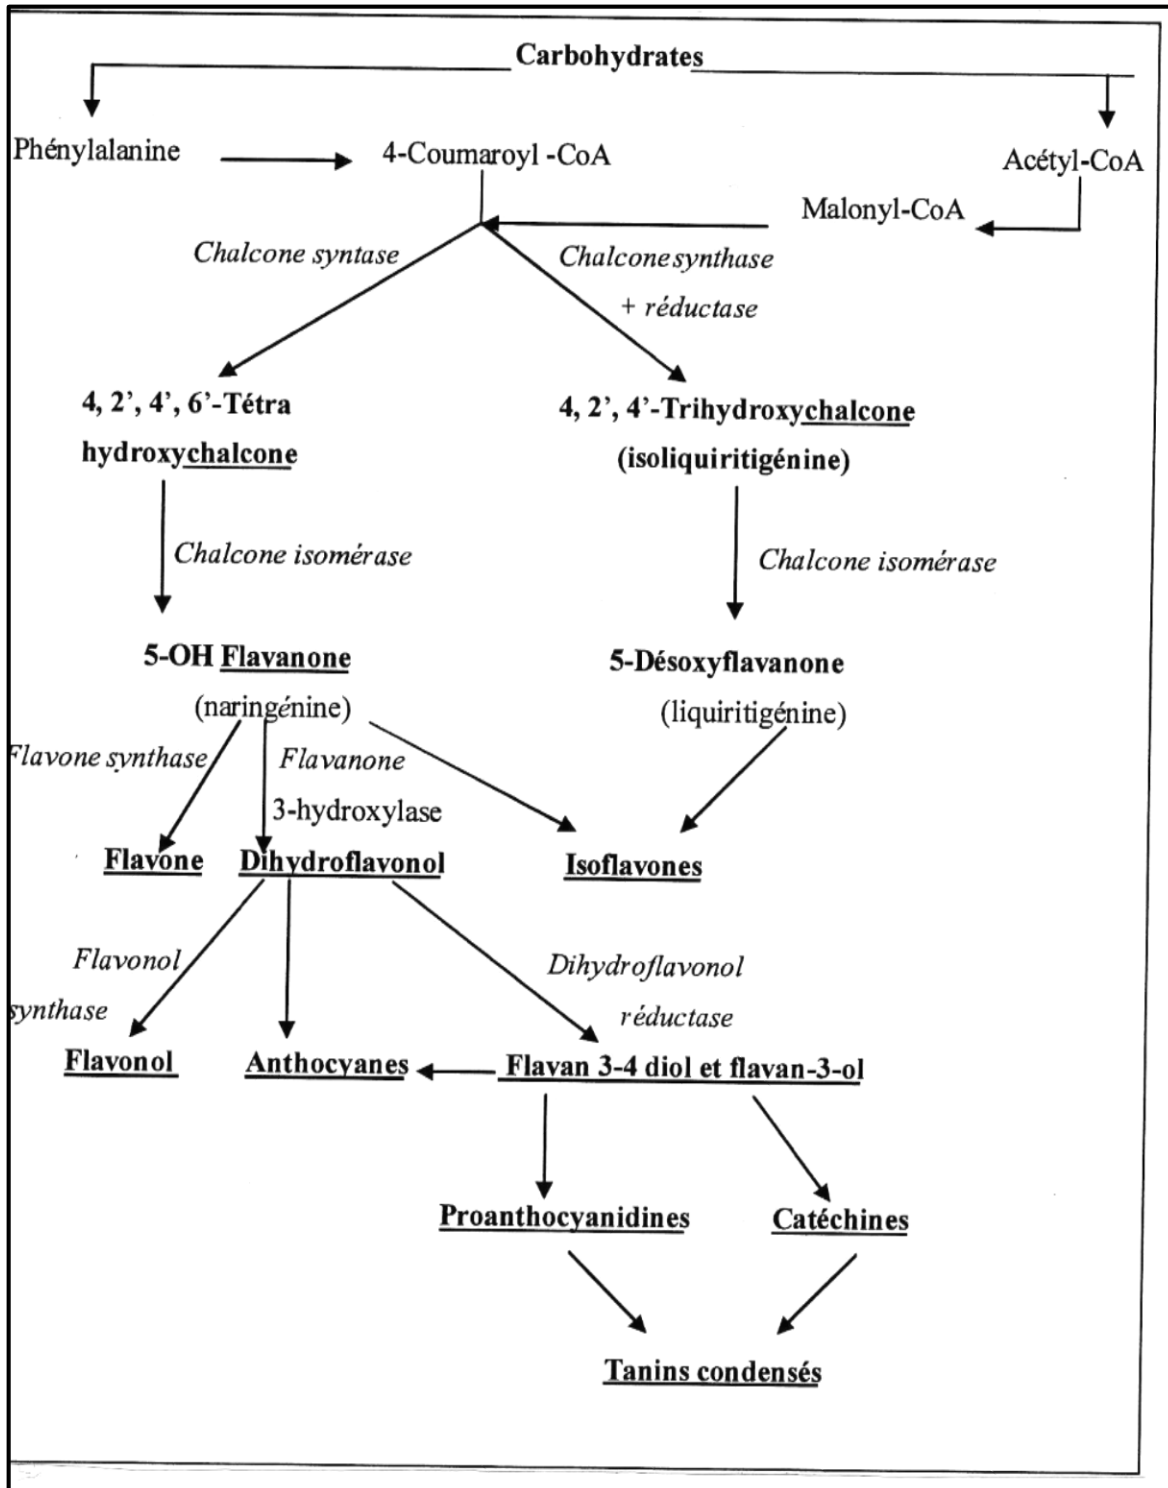 Carbohydrates
Phénylalanine
4-Coumaroyl -CoA
Acétyl-CoA
Malonyl-CoA
Chalcone syntase
Chalcone synthase
+ réductase
4, 2’, 4’, 6’-Tétra
hydroxychalcone
4, 2’, 4’-Trihydroxychalcone
(isoliquiritigénine)
Chalcone isomérase
Chalcone isomérase
5-OH Flavanone
(naringénine)
5-Désoxyflavanone
(liquiritigénine)
Flavone synthase
Flavanone
3-hydroxylase
Flavone
Dihydroflavonol
Isoflavones
Flavonol
synthase
Dihydroflavonol
réductase
Flavonol
Anthocyanes
Flavan 3-4 diol et flavan-3-ol
Proanthocyanidines
Catéchines
Tanins condensés